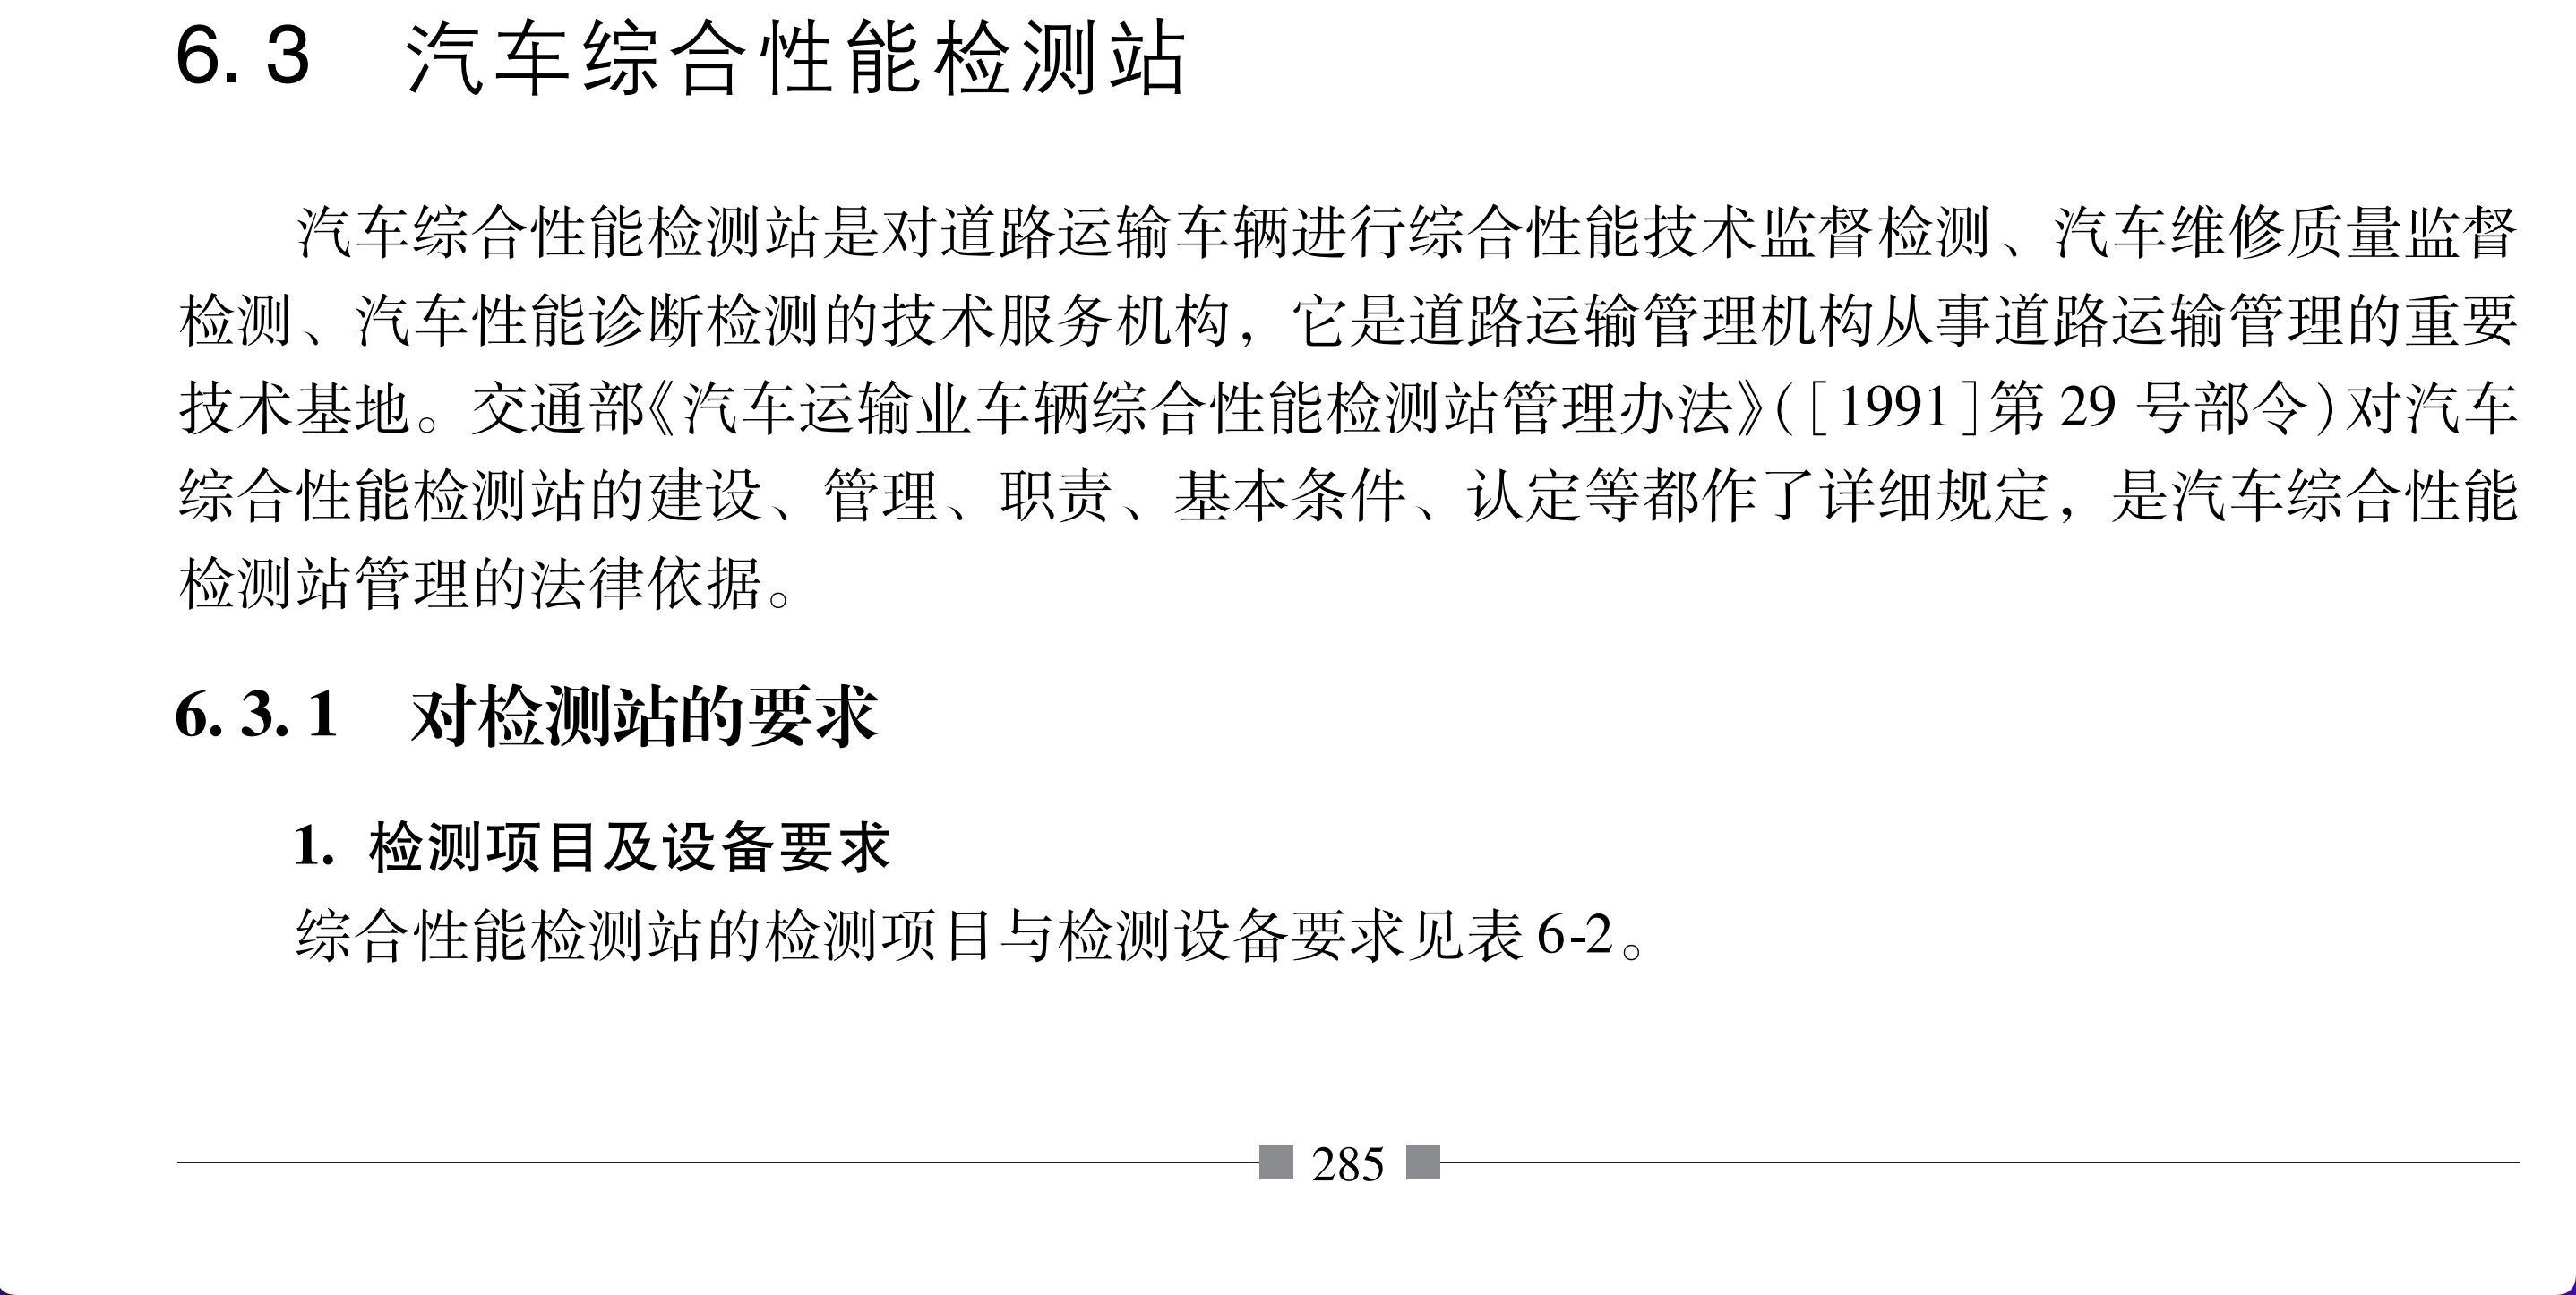 6.3 汽车综合性能检测站
汽车综合性能检测站是对道路运输车辆进行综合性能技术监督检测、汽车维修质量监督
检测、汽车性能诊断检测的技术服务机构，它是道路运输管理机构从事道路运输管理的重要
技术基地。交通部《汽车运输业车辆综合性能检测站管理办法》([1991]第 29 号部令)对汽车
综合性能检测站的建设、管理、职责、基本条件、认定等都作了详细规定，是汽车综合性能
检测站管理的法律依据。
6.3.1 对检测站的要求
1. 检测项目及设备要求
综合性能检测站的检测项目与检测设备要求见表 6-2。
285